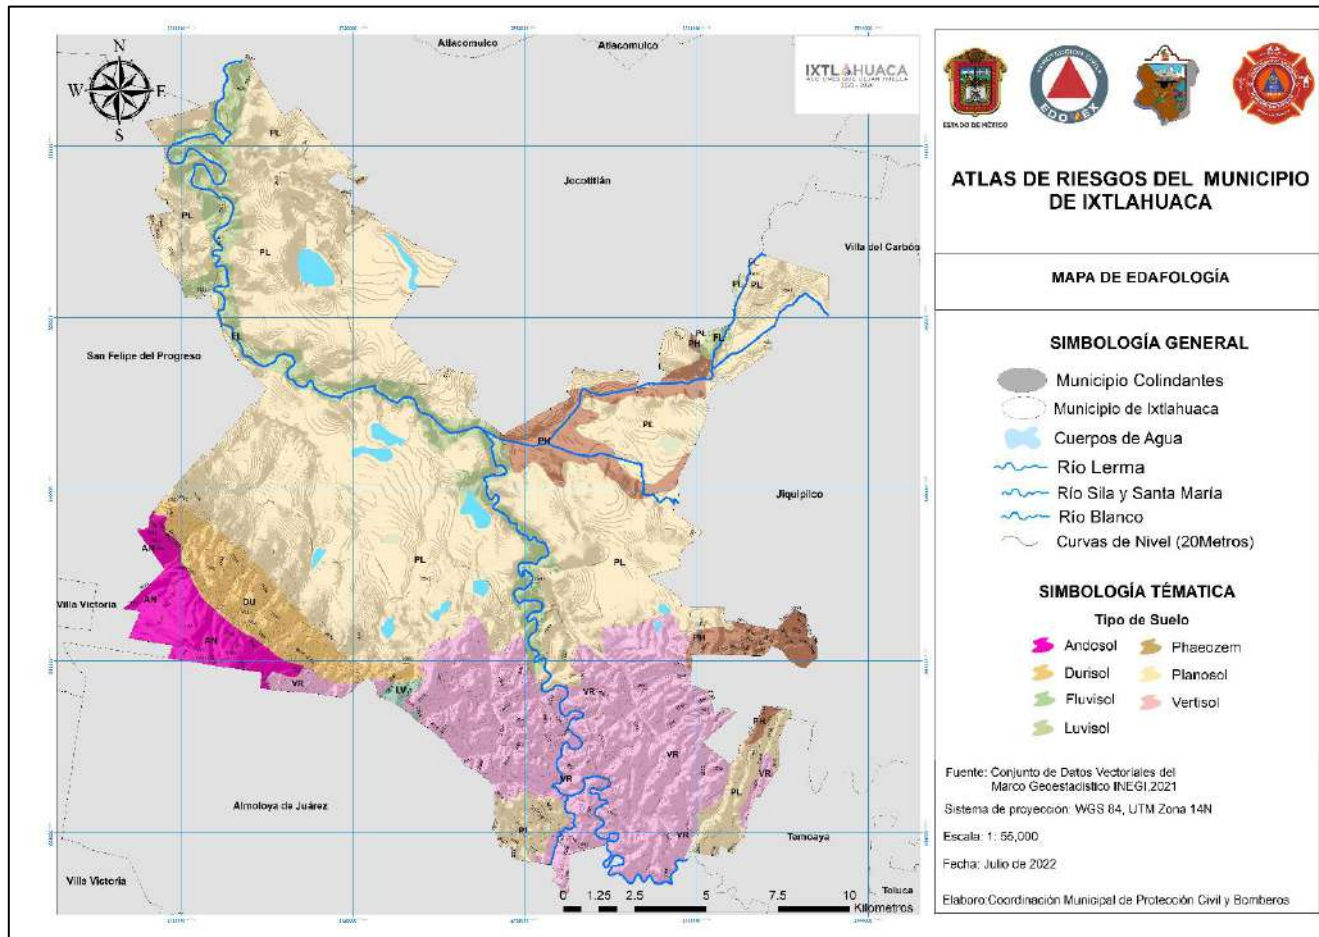 N
W E
S
Atlacomulco
Atlacomulco
IXTLAHUACA
Jocotitlán
Villa del Carbón
San Felipe del Progreso
Jiquipilco
Villa Victoria
Almoloya de Juárez
Villa Victoria
Temoaya
Toluca
PL
PL
PL
FL
FL
PL
PL
PL
PH
FL
PL
PH
AN
AN
AN
DU
PL
PL
PH
VR
LV
VR
VR
VR
VR
PH
VR
PL
PL
0 1.25 2.5 5 7.5 10
Kilometros
ESTADO DE MÉXICO
PROTECCION CIVIL
EDOMEX
ATLAS DE RIESGOS DEL MUNICIPIO
DE IXTLAHUACA
MAPA DE EDAFOLOGÍA
SIMBOLOGÍA GENERAL
Municipio Colindantes
Municipio de Ixtlahuaca
Cuerpos de Agua
Río Lerma
Río Sila y Santa María
Río Blanco
Curvas de Nivel (20Metros)
SIMBOLOGÍA TÉMATICA
Tipo de Suelo
Andosol
Durisol
Fluvisol
Luvisol
Phaeozem
Planosol
Vertisol
Fuente: Conjunto de Datos Vectoriales del
Marco Geoestadistico INEGI,2021
Sistema de proyección: WGS 84, UTM Zona 14N
Escala: 1: 55,000
Fecha: Julio de 2022
Elaboro:Coordinación Municipal de Protección Civil y Bomberos